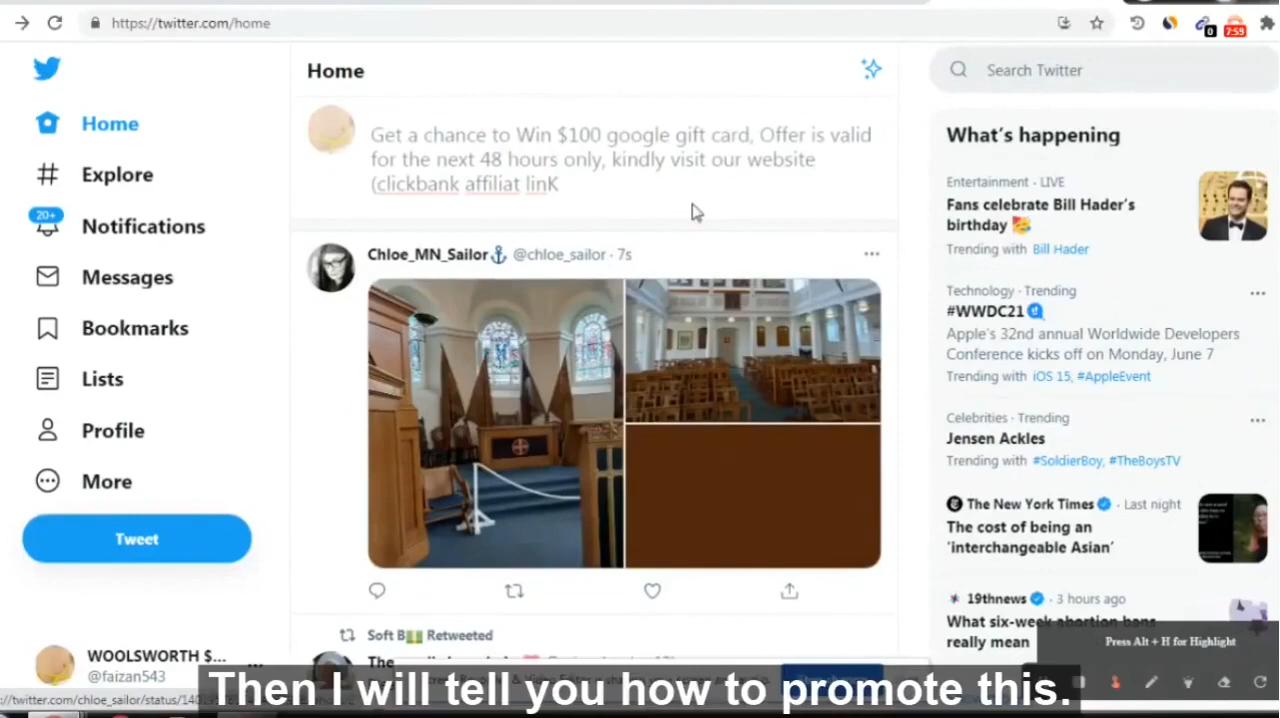 https://twitter.com/home
0
7:59
Home
Explore
20+
Notifications
Messages
Bookmarks
Lists
Profile
More
Tweet
WOOLSWORTH $...
@faizan543
Home
Get a chance to Win $100 google gift card, Offer is valid
for the next 48 hours only, kindly visit our website
(clickbank affiliat linK
Chloe_MN_Sailor @chloe_sailor · 7s
Soft B Retweeted
The
Search Twitter
What's happening
Entertainment · LIVE
Fans celebrate Bill Hader's
birthday
Trending with Bill Hader
Technology · Trending
#WWDC21
Apple's 32nd annual Worldwide Developers
Conference kicks off on Monday, June 7
Trending with iOS 15, #AppleEvent
Celebrities · Trending
Jensen Ackles
Trending with #SoldierBoy, #TheBoysTV
The New York Times · Last night
The cost of being an
'interchangeable Asian'
19thnews · 3 hours ago
What six-week abortion bans
really mean
Press Alt + H for Highlight
Then I will tell you how to promote this.